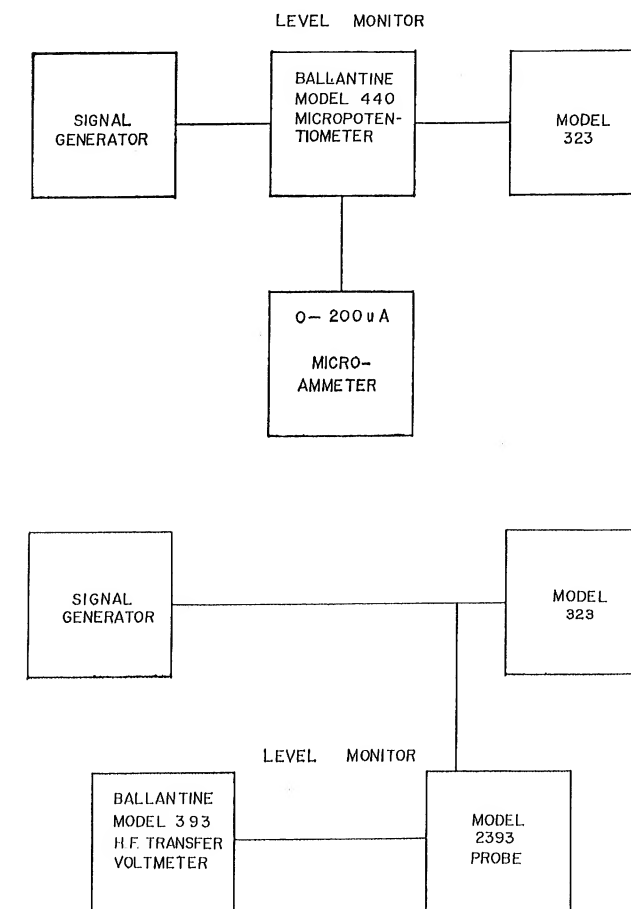 LEVEL MONITOR
SIGNAL
GENERATOR
BALLANTINE
MODEL 440
MICROPOTEN-
TIOMETER
MODEL
323
0- 200 u A
MICRO-
AMMETER
SIGNAL
GENERATOR
MODEL
323
LEVEL MONITOR
BALLANTINE
MODEL 393
H.F. TRANSFER
VOLTMETER
MODEL
2393
PROBE